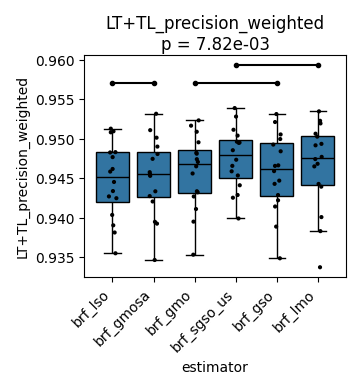 LT+TL_precision_weighted
p = 7.82e-03
LT+TL_precision_weighted
0.960
0.955
0.950
0.945
0.940
0.935
brf_lso
brf_gmosa
brf_gmo
brf_sgso_us
brf_gso
brf_lmo
estimator